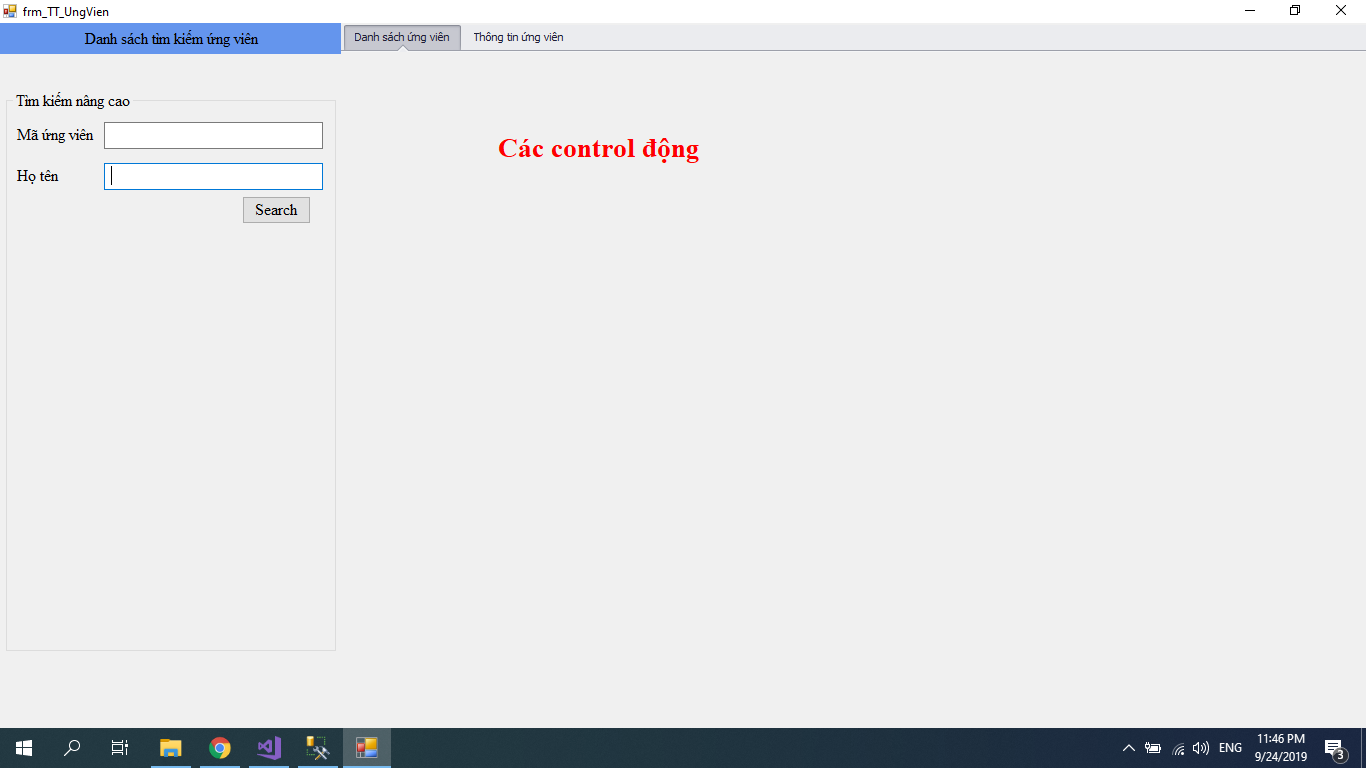 frm_TT_UngVien
Danh sách tìm kiếm ứng viên
Danh sách ứng viên
Thông tin ứng viên
Tìm kiếm nâng cao
Mã ứng viên
Họ tên
Search
Các control động
ENG
11:46 PM
9/24/2019
3